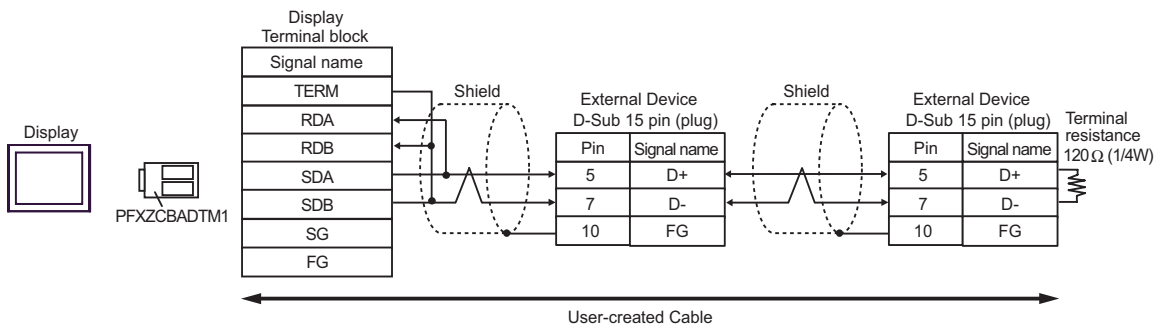 Display
PFXZCBADTM1
Display
Terminal block
Signal name
TERM
RDA
RDB
SDA
SDB
SG
FG
Shield
External Device
D-Sub 15 pin (plug)
Pin Signal name
5 D+
7 D-
10 FG
Shield
External Device
D-Sub 15 pin (plug)
Pin Signal name
5 D+
7 D-
10 FG
Terminal
resistance
120Ω (1/4W)
User-created Cable